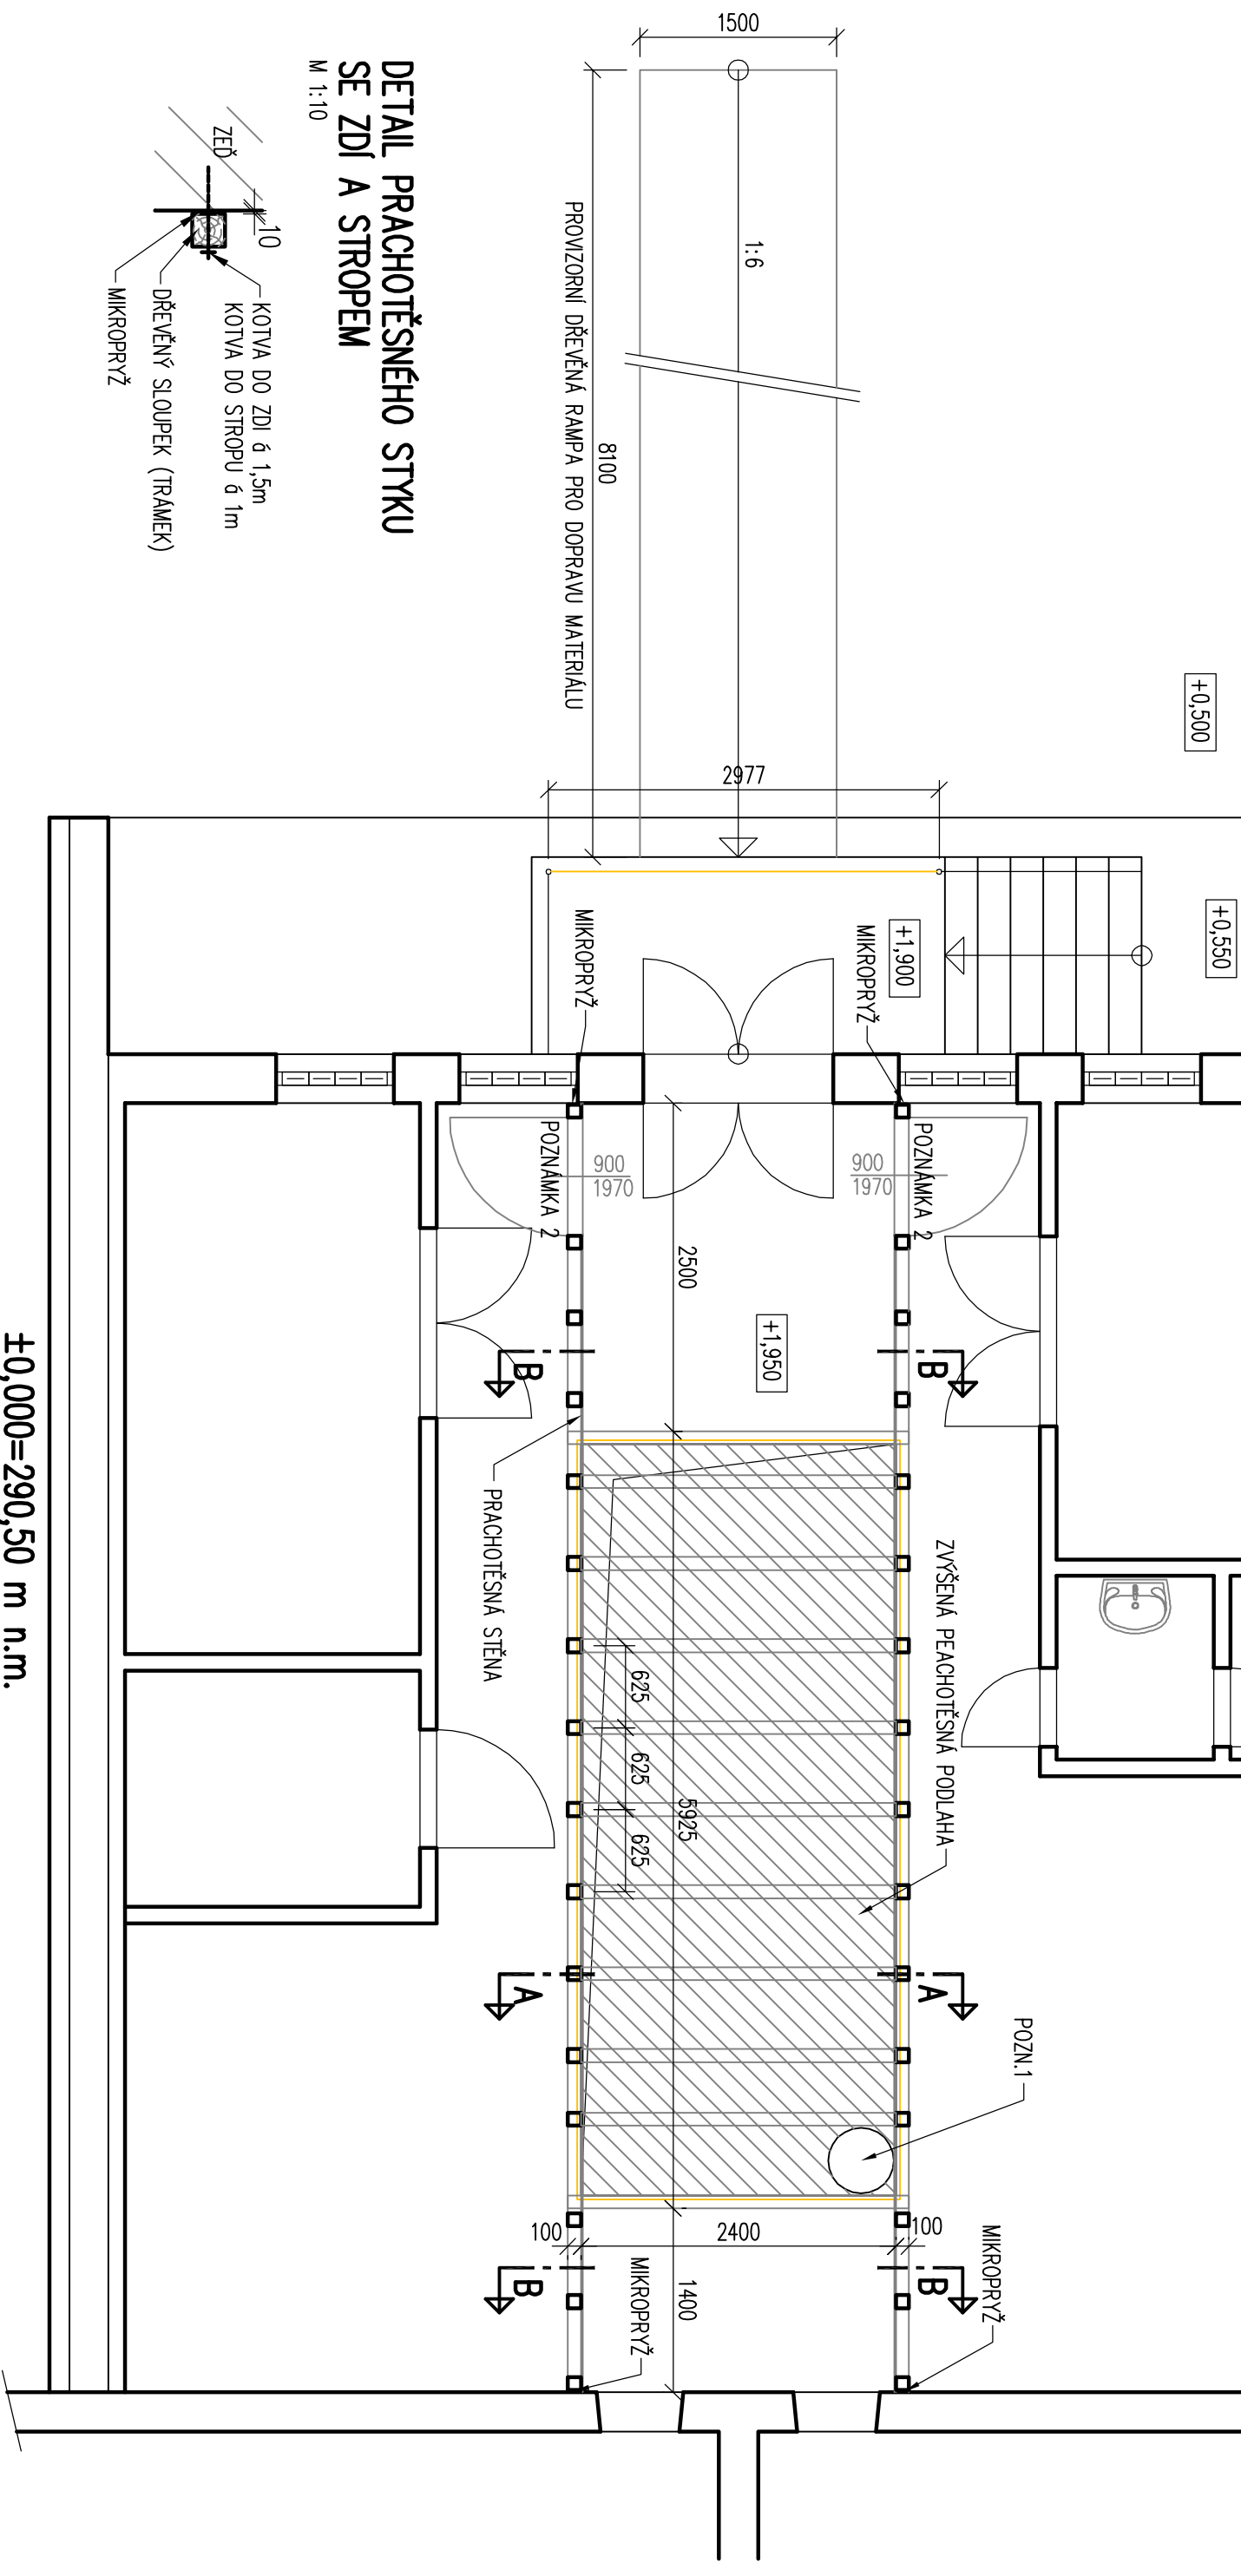 1500
1:6
PROVIZORNÍ DŘEVĚNÁ RAMPA PRO DOPRAVU MATERIÁLU
8100
DETAIL PRACHOTĚSNÉHO STYKU
SE ZDÍ A STROPEM
M 1:10
ZEĎ
10
KOTVA DO ZDI á 1,5m
KOTVA DO STROPU á 1m
DŘEVĚNÝ SLOUPEK (TRÁMEK)
MIKROPRYŽ
+0,500
+0,550
2977
+1,900
MIKROPRYŽ
MIKROPRYŽ
POZNÁMKA 2
900
1970
POZNÁMKA 2
900
1970
2500
+1,950
B
B
PRACHOTĚSNÁ STĚNA
ZVÝŠENÁ PEACHOTĚSNÁ PODLAHA
625
625
625
5925
A
A
POZN.1
100
2400
100
1400
MIKROPRYŽ
MIKROPRYŽ
B
B
±0,000=290,50 m n.m.